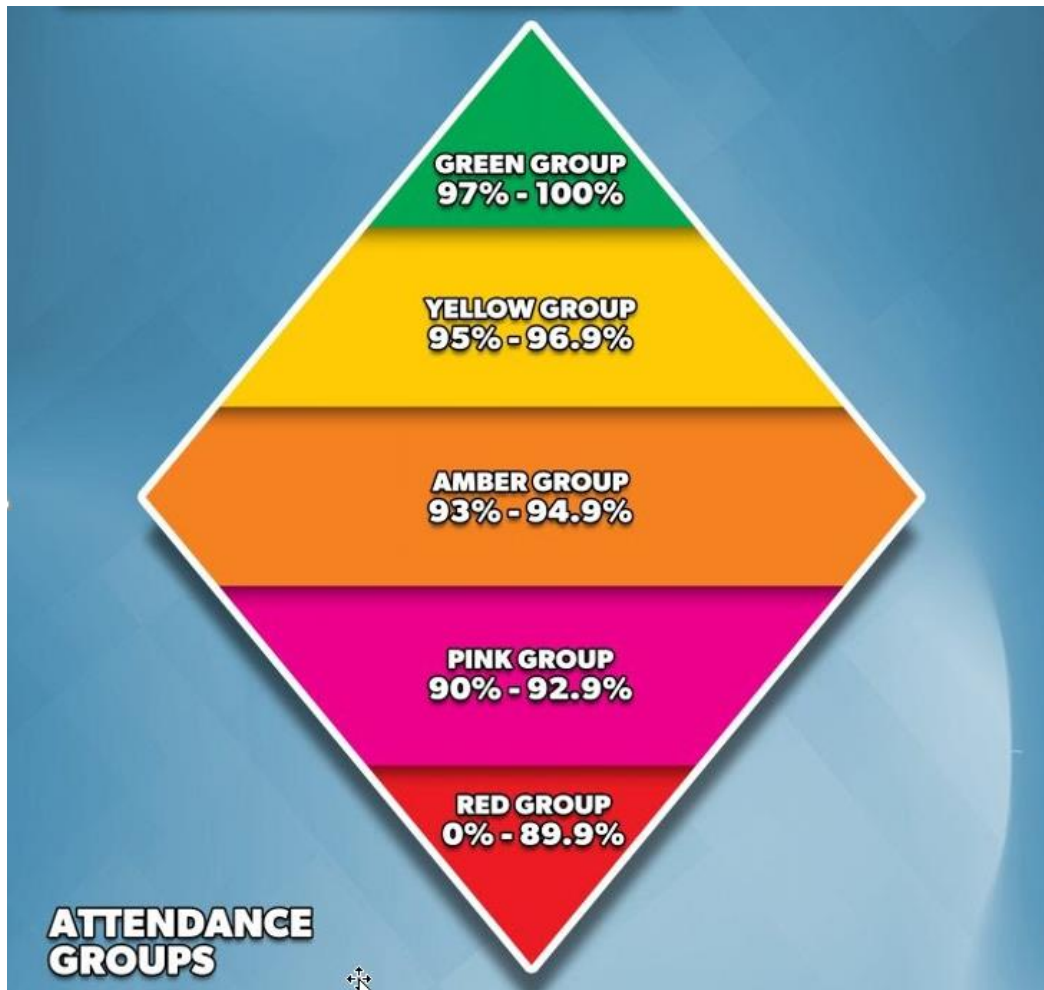 GREEN GROUP
97% - 100%
YELLOW GROUP
95% - 96.9%
AMBER GROUP
93% - 94.9%
PINK GROUP
90% - 92.9%
RED GROUP
0% - 89.9%
ATTENDANCE
GROUPS